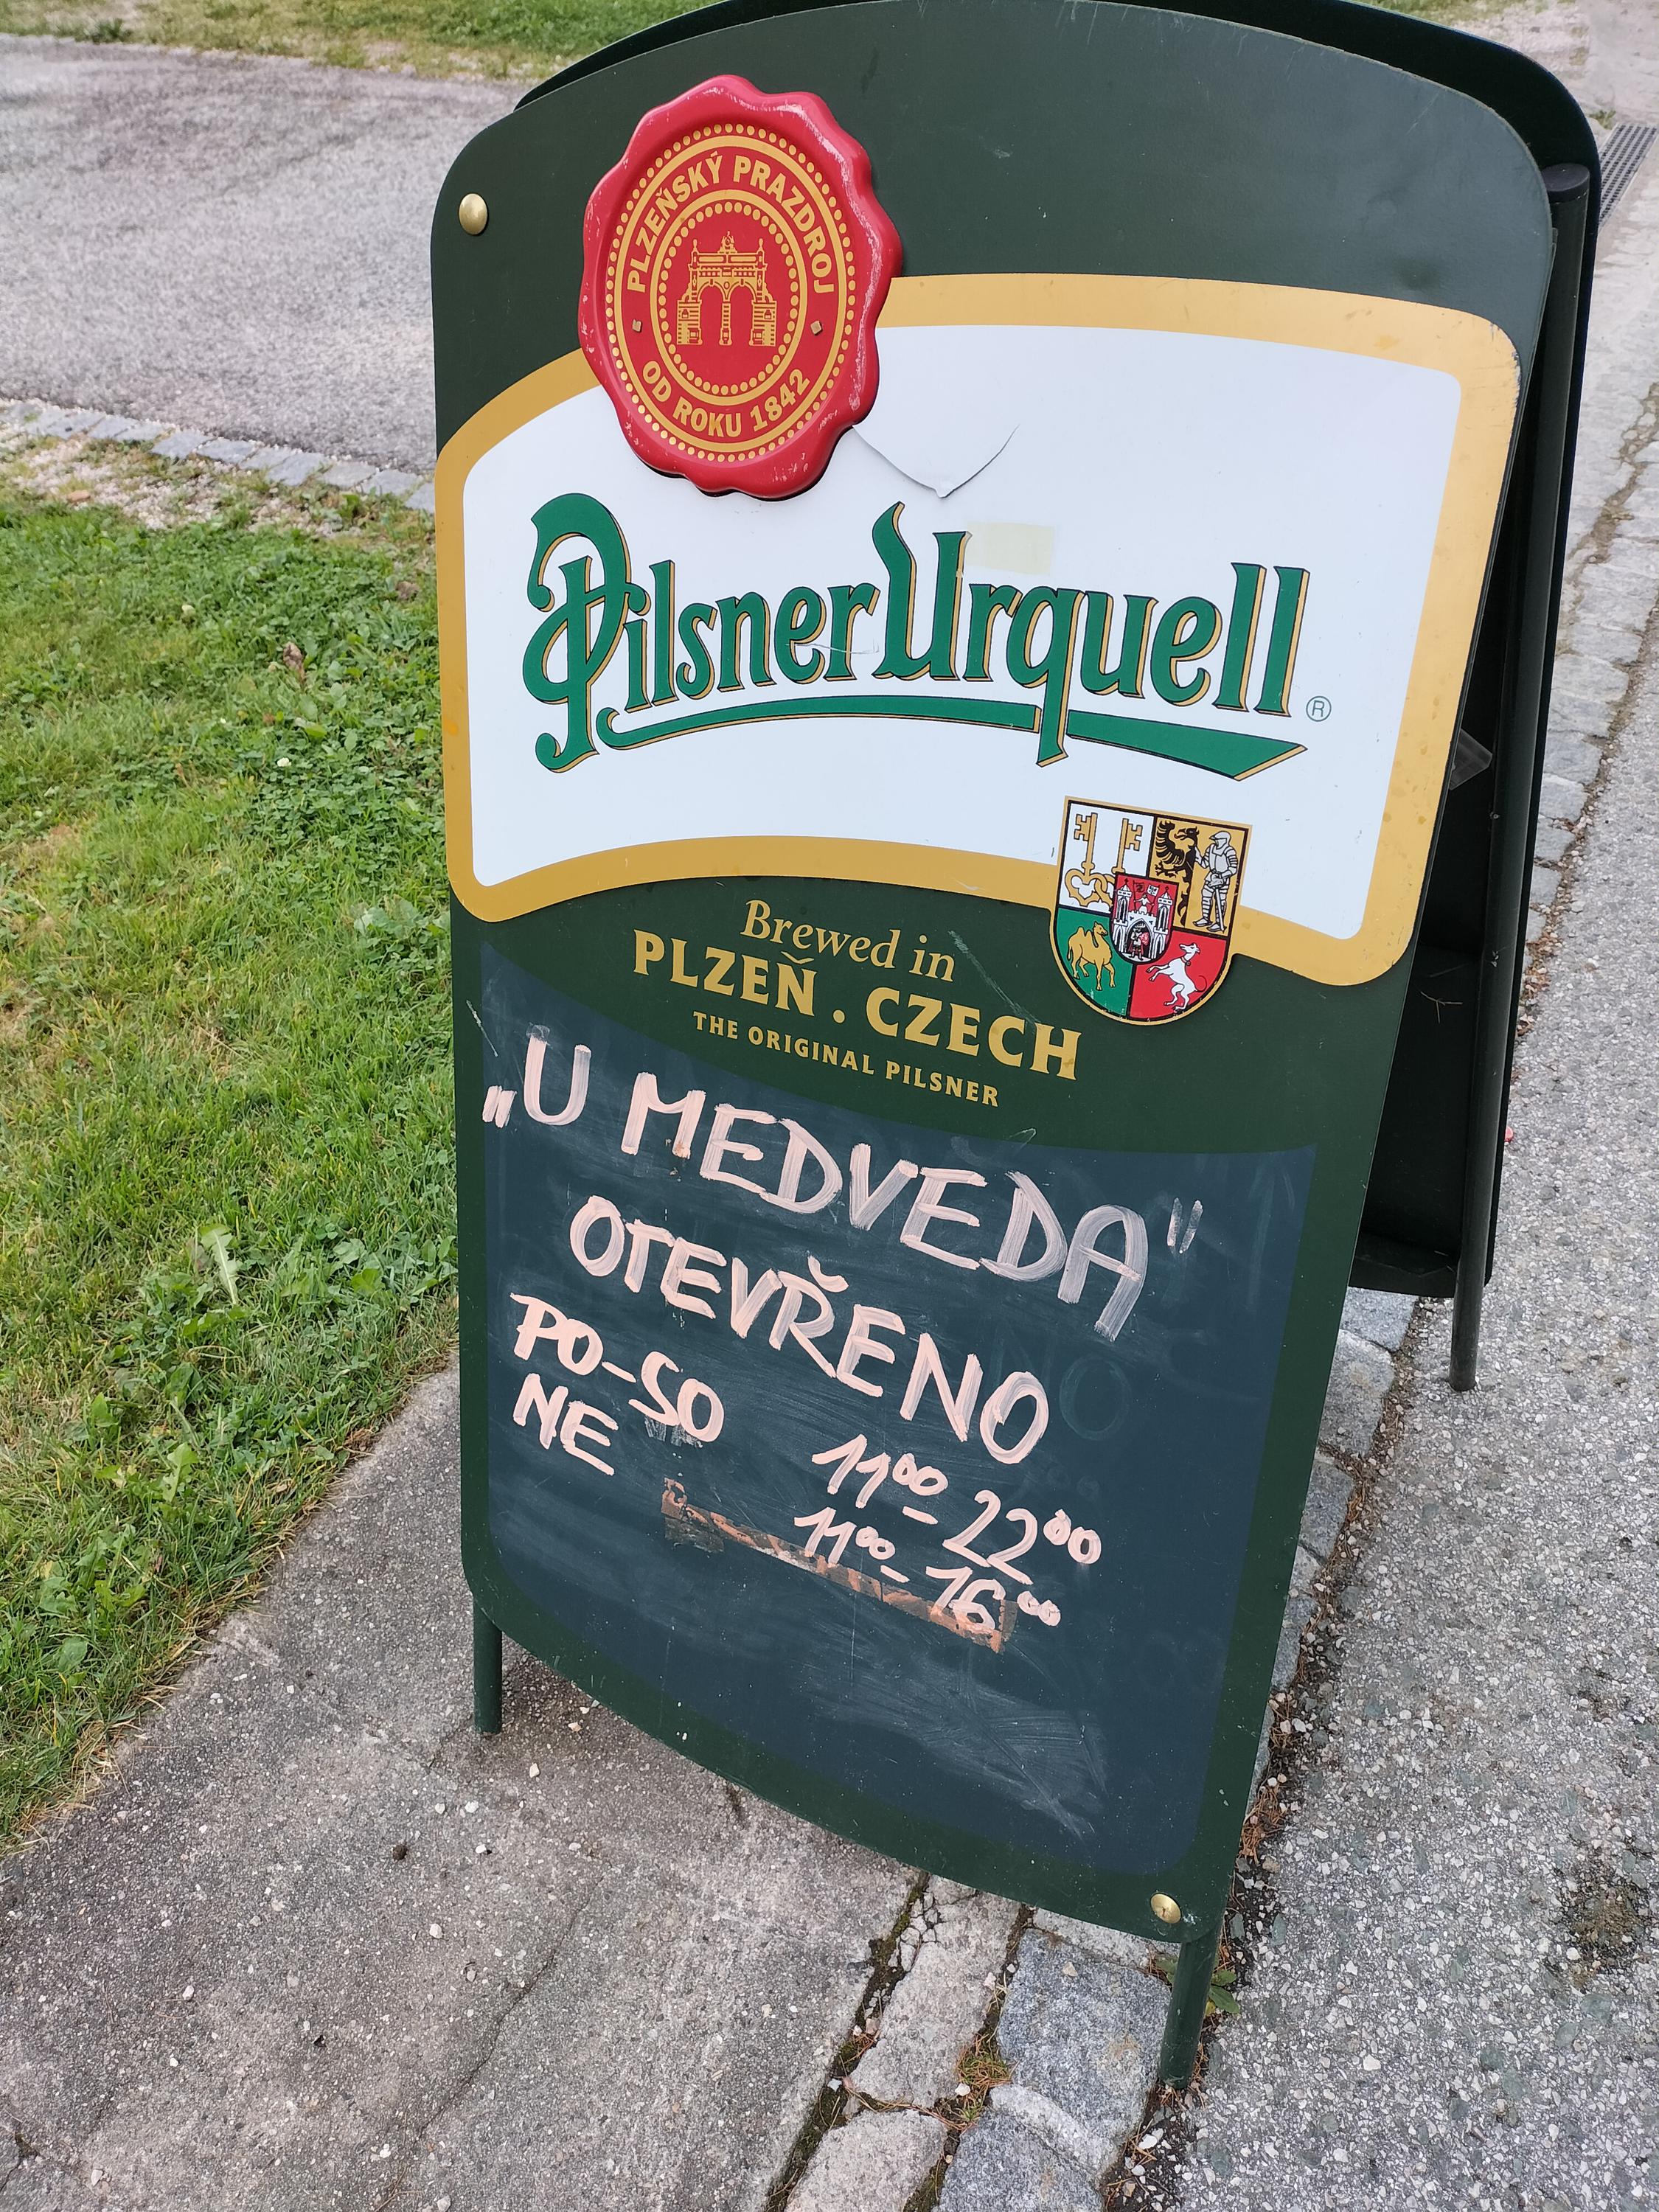 PLZEŇSKÝ PRAZDROJ
OD ROKU 1842
Pilsner Urquell ®
Brewed in
PLZEŇ . CZECH
THE ORIGINAL PILSNER
„U MEDVĚDA"
OTEVŘENO
PO-SO 11⁰⁰-22⁰⁰
NE 11⁰⁰-16⁰⁰